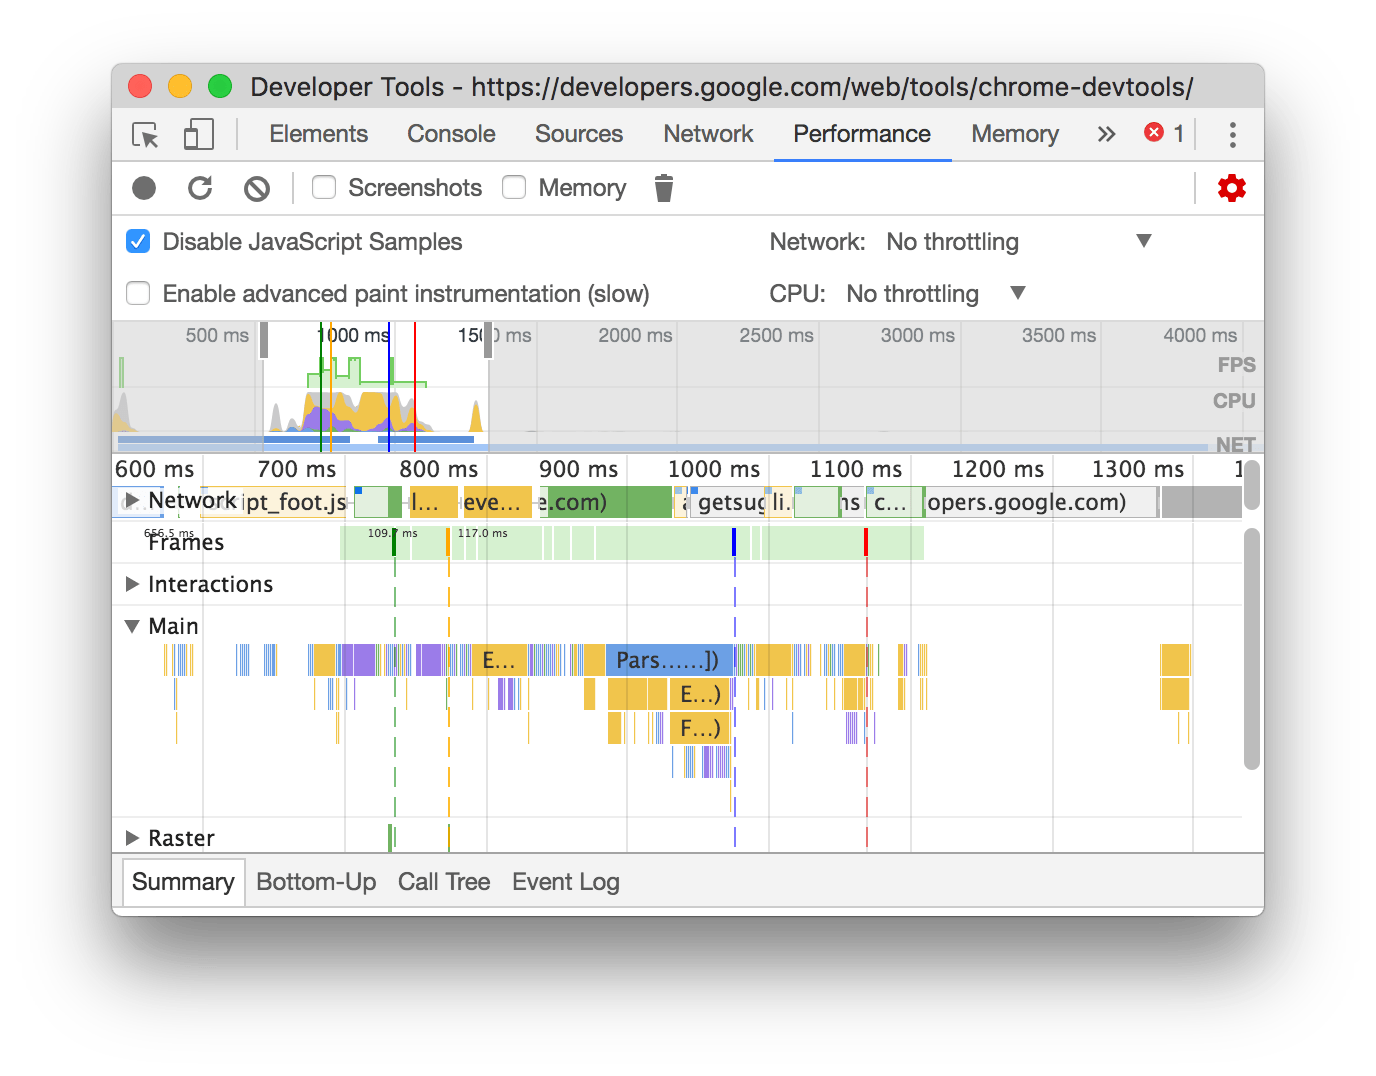 Developer Tools - https://developers.google.com/web/tools/chrome-devtools/
Elements Console Sources Network Performance Memory » 1
Screenshots Memory
Disable JavaScript Samples Network: No throttling
Enable advanced paint instrumentation (slow) CPU: No throttling
500 ms 1000 ms 1500 ms 2000 ms 2500 ms 3000 ms 3500 ms 4000 ms
FPS
CPU
NET
600 ms 700 ms 800 ms 900 ms 1000 ms 1100 ms 1200 ms 1300 ms 1
Network ipt_foot.js l... eve... e.com) getsug li. ns c... opers.google.com)
656.5 ms 109.7 ms 117.0 ms
Frames
Interactions
Main
E... Pars......])
E...)
F...)
Raster
Summary Bottom-Up Call Tree Event Log